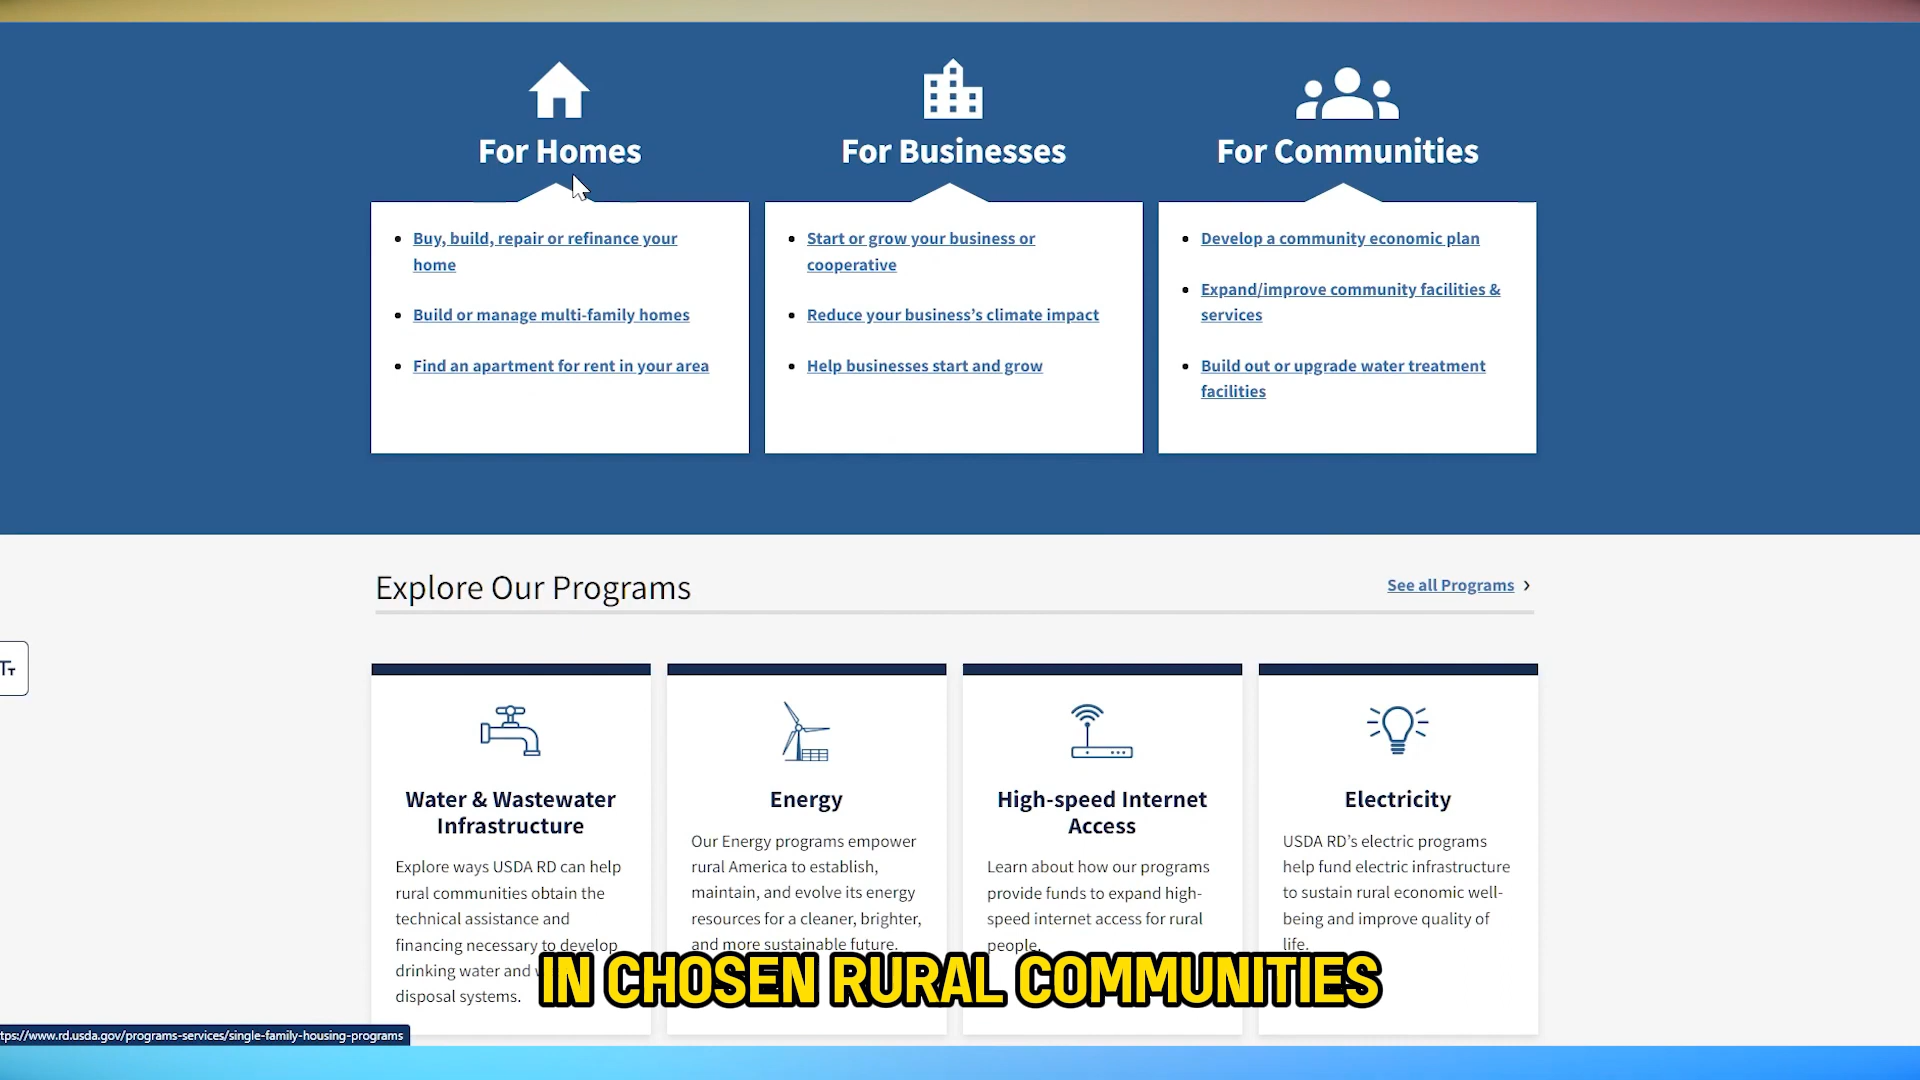 For Homes
Buy, build, repair or refinance your
home
Build or manage multi-family homes
Find an apartment for rent in your area
For Businesses
Start or grow your business or
cooperative
Reduce your business's climate impact
Help businesses start and grow
For Communities
Develop a community economic plan
Expand/improve community facilities &
services
Build out or upgrade water treatment
facilities
Explore Our Programs
See all Programs
Tт
Water & Wastewater
Infrastructure
Explore ways USDA RD can help
rural communities obtain the
technical assistance and
financing necessary to develop
drinking water and
disposal systems.
Energy
Our Energy programs empower
rural America to establish,
maintain, and evolve its energy
resources for a cleaner, brighter,
and more sustainable future.
High-speed Internet
Access
Learn about how our programs
provide funds to expand high-
speed internet access for rural
people.
Electricity
USDA RD's electric programs
help fund electric infrastructure
to sustain rural economic well-
being and improve quality of
life.
IN CHOSEN RURAL COMMUNITIES
tps://www.rd.usda.gov/programs-services/single-family-housing-programs